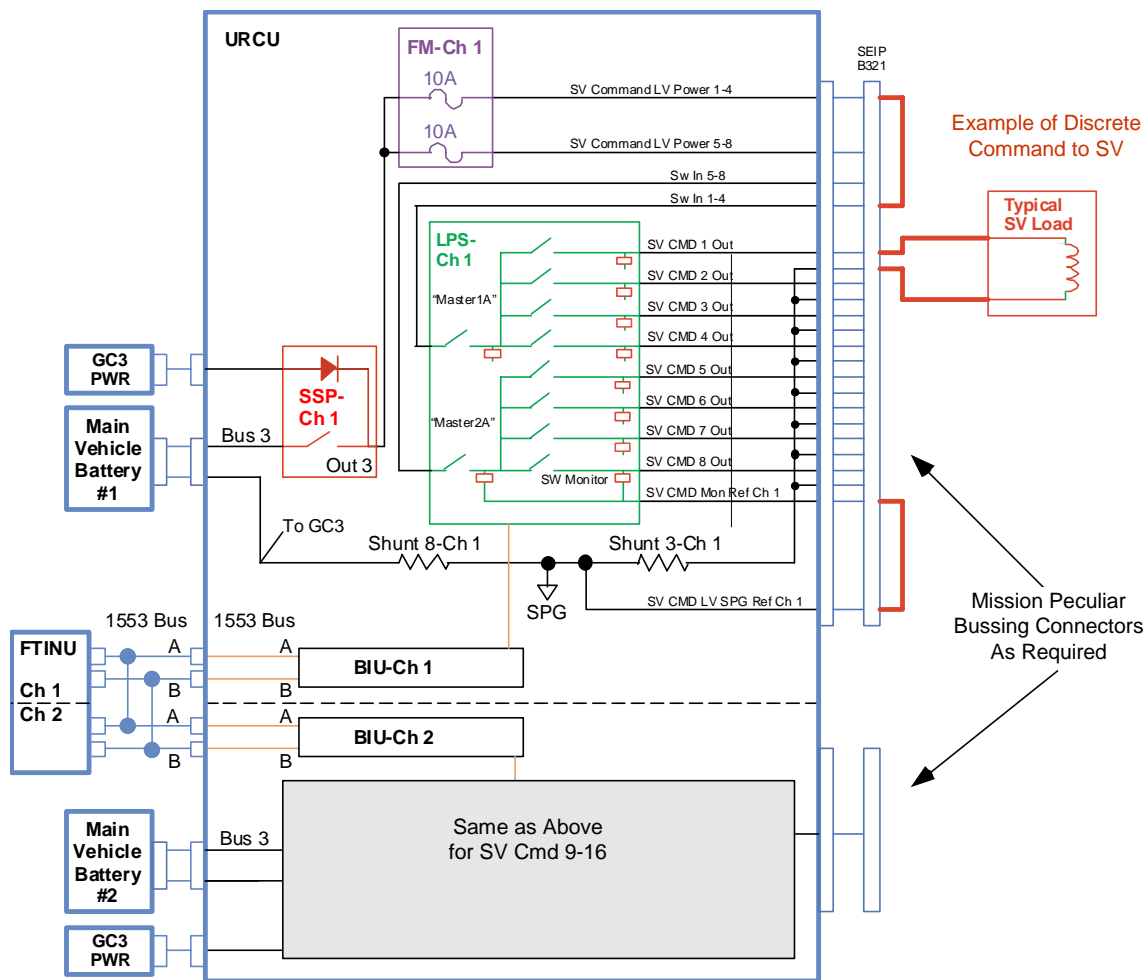 URCU
FM-Ch 1
10A
10A
SV Command LV Power 1-4
SV Command LV Power 5-8
Sw In 5-8
Sw In 1-4
SEIP
B321
Example of Discrete
Command to SV
Typical
SV Load
LPS-
Ch 1
"Master1A"
"Master2A"
SW Monitor
SV CMD 1 Out
SV CMD 2 Out
SV CMD 3 Out
SV CMD 4 Out
SV CMD 5 Out
SV CMD 6 Out
SV CMD 7 Out
SV CMD 8 Out
SV CMD Mon Ref Ch 1
GC3
PWR
SSP-
Ch 1
Main
Vehicle
Battery
#1
Bus 3
Out 3
To GC3
Shunt 8-Ch 1
Shunt 3-Ch 1
SPG
SV CMD LV SPG Ref Ch 1
Mission Peculiar
Bussing Connectors
As Required
1553 Bus
1553 Bus
FTINU
Ch 1
Ch 2
A
A
B
B
BIU-Ch 1
A
A
B
B
BIU-Ch 2
Main
Vehicle
Battery
#2
Bus 3
Same as Above
for SV Cmd 9-16
GC3
PWR